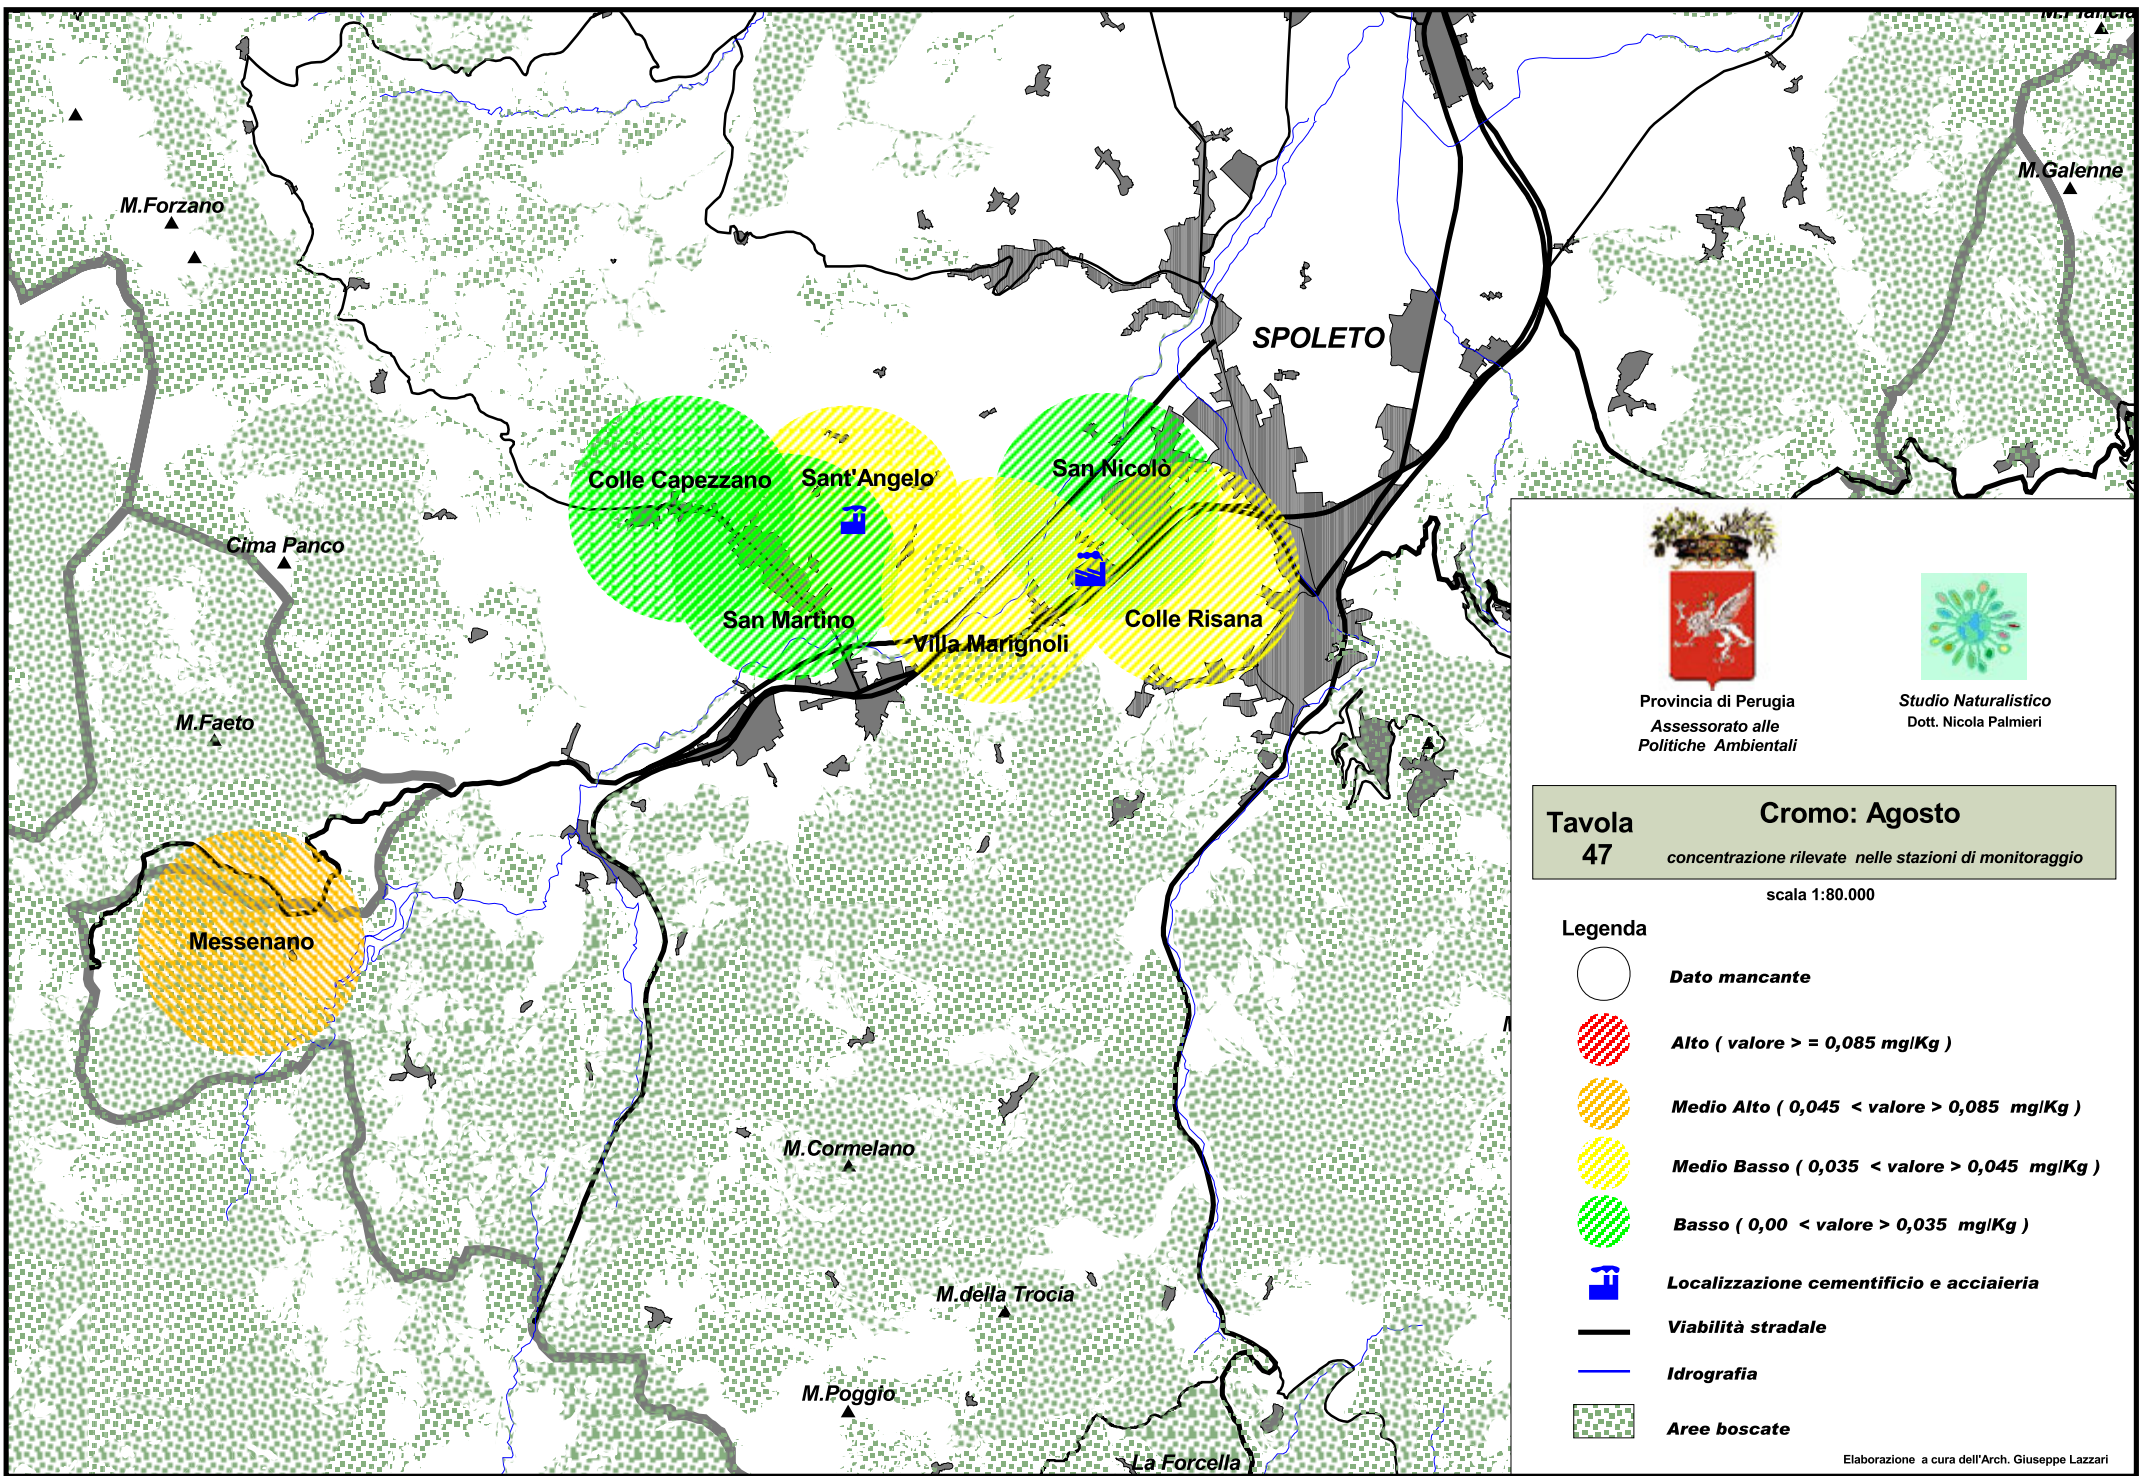 M.Forzano
M.Galenne
SPOLETO
Colle Capezzano
Sant'Angelo
San Nicolò
Cima Panco
San Martino
Villa Marignoli
Colle Risana
M.Faeto
Messenano
M.Cormelano
M.della Trocia
M.Poggio
La Forcella
Provincia di Perugia
Assessorato alle
Politiche Ambientali
Studio Naturalistico
Dott. Nicola Palmieri
Tavola
47
Cromo: Agosto
concentrazione rilevate nelle stazioni di monitoraggio
scala 1:80.000
Legenda
Dato mancante
Alto ( valore > = 0,085 mg/Kg )
Medio Alto ( 0,045 < valore > 0,085 mg/Kg )
Medio Basso ( 0,035 < valore > 0,045 mg/Kg )
Basso ( 0,00 < valore > 0,035 mg/Kg )
Localizzazione cementificio e acciaieria
Viabilità stradale
Idrografia
Aree boscate
Elaborazione a cura dell'Arch. Giuseppe Lazzari